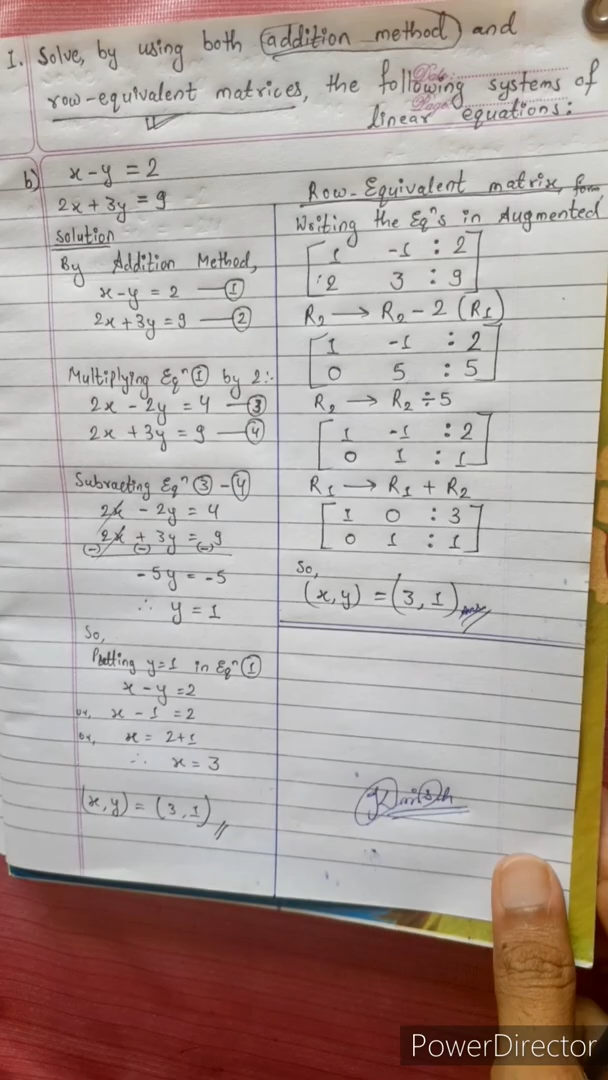 1. Solve, by using both addition method and
row-equivalent matrices, the following systems of
linear equations:
Date:
Page:
b) x - y = 2
2x + 3y = 9
Solution
By Addition Method,
x - y = 2 — ①
2x + 3y = 9 — ②
Multiplying Eqⁿ ① by 2:-
2x - 2y = 4 — ③
2x + 3y = 9 — ④
Subracting Eqⁿ ③ - ④
2x - 2y = 4
2x + 3y = 9
(-) (-) (-)
-5y = -5
∴ y = 1
So,
Putting y=1 in Eqⁿ ①
x - y = 2
or, x - 1 = 2
or, x = 2+1
∴ x = 3
(x, y) = (3, 1)
Row-Equivalent matrix form
Writing the Eqⁿs in Augmented
1 -1 : 2
2 3 : 9
R₂ → R₂ - 2 (R₁)
1 -1 : 2
0 5 : 5
R₂ → R₂ ÷ 5
1 -1 : 2
0 1 : 1
R₁ → R₁ + R₂
1 0 : 3
0 1 : 1
So,
(x, y) = (3, 1) Ans
PowerDirector